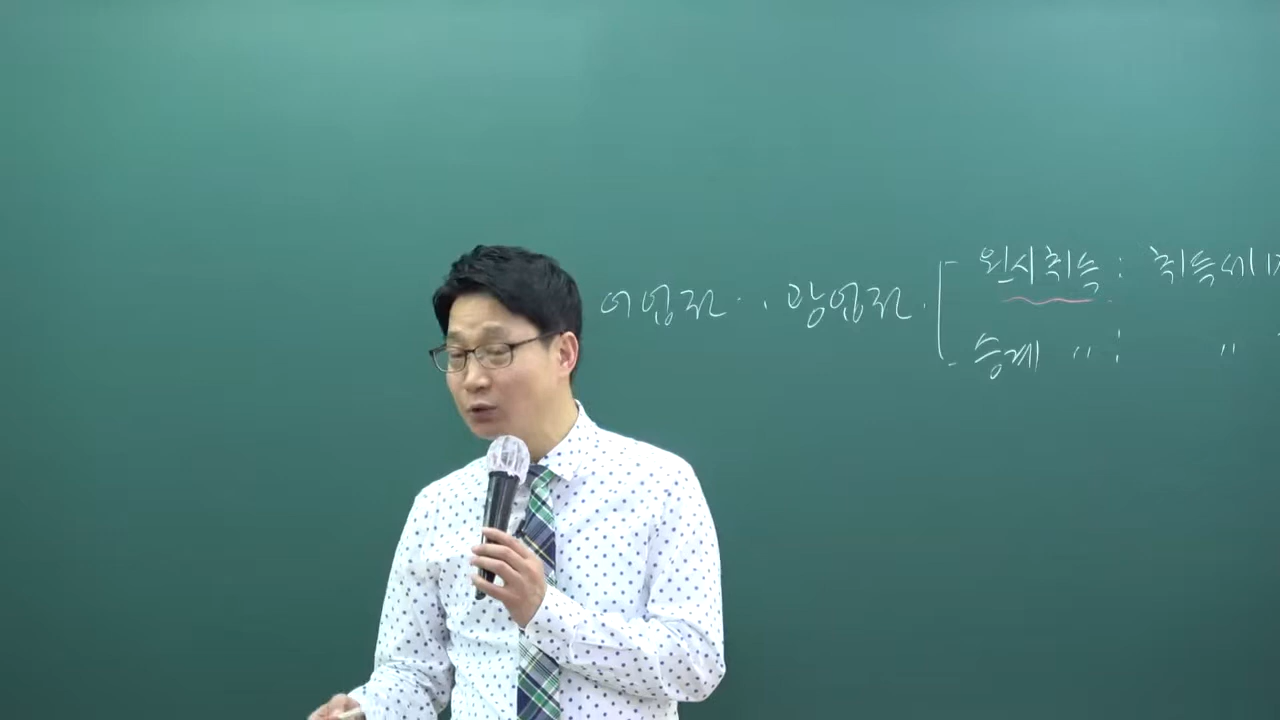 원시취득 : 취득세
어업권 · 광업권
승계 〃 : 〃